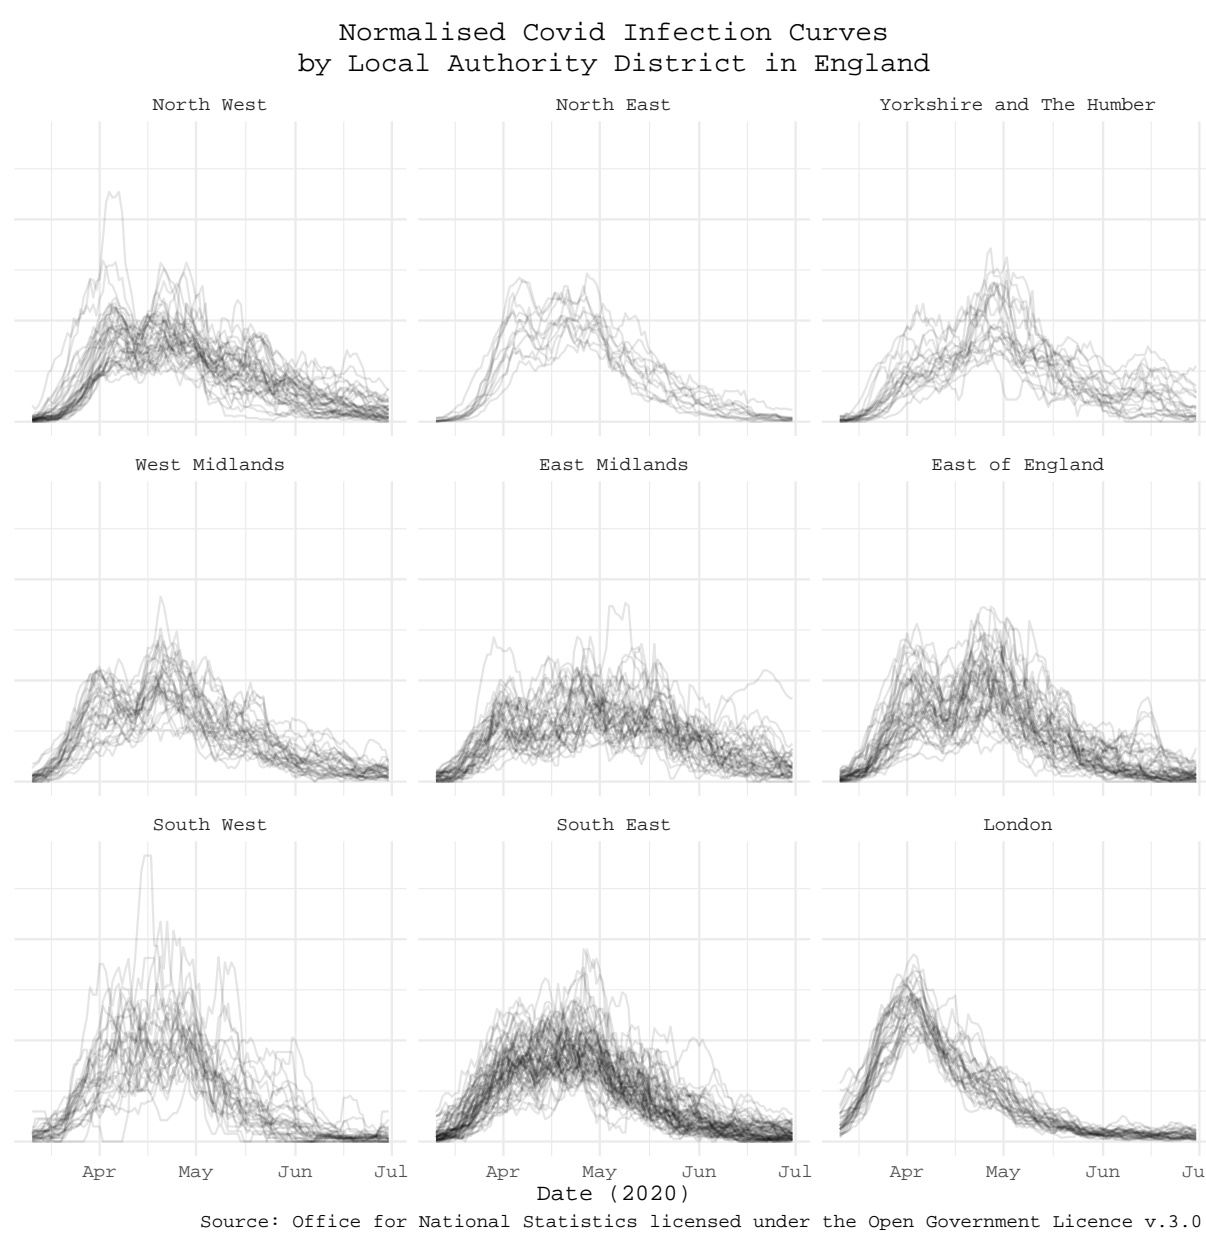 Normalised Covid Infection Curves
by Local Authority District in England
North West
North East
Yorkshire and The Humber
West Midlands
East Midlands
East of England
South West
South East
London
Apr May Jun Jul
Apr May Jun Jul
Apr May Jun Ju
Date (2020)
Source: Office for National Statistics licensed under the Open Government Licence v.3.0